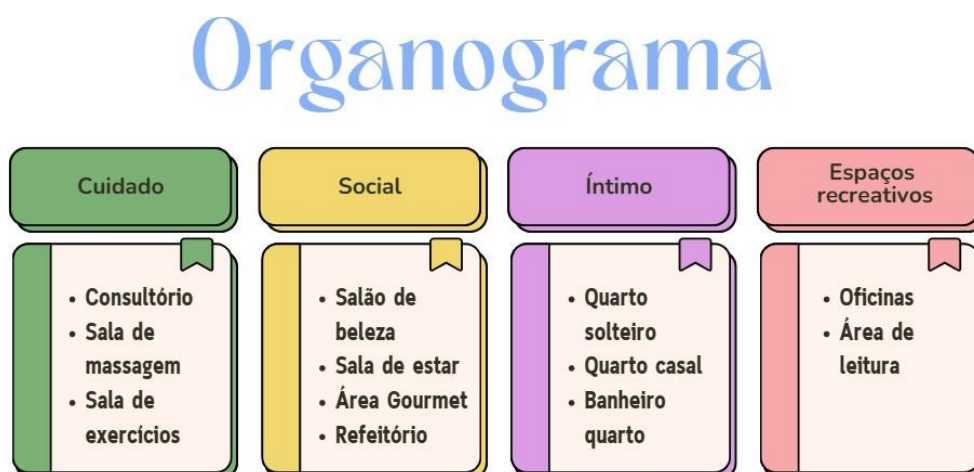 Organograma
Cuidado
Social
Íntimo
Espaços
recreativos
• Consultório
• Sala de
massagem
• Sala de
exercícios
• Salão de
beleza
• Sala de estar
• Área Gourmet
• Refeitório
• Quarto
solteiro
• Quarto casal
• Banheiro
quarto
• Oficinas
• Área de
leitura